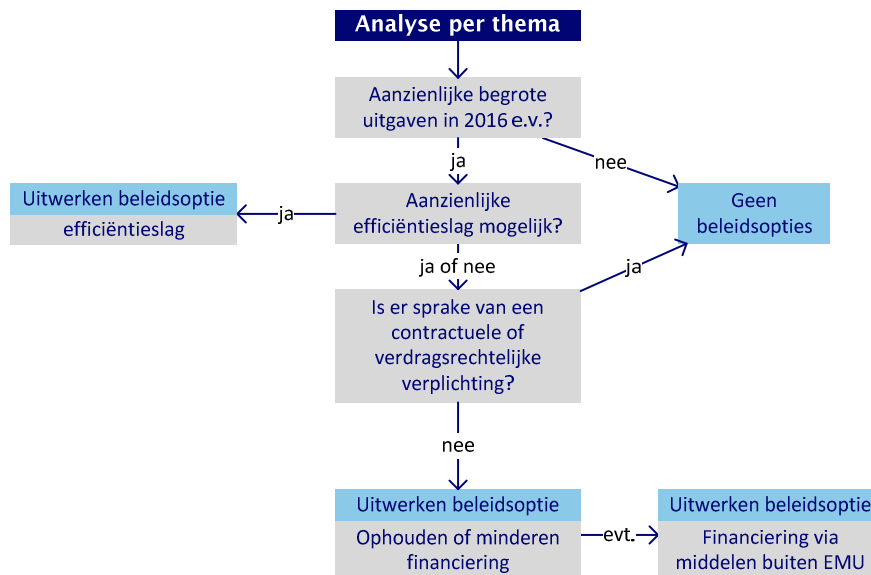 Analyse per thema
Aanzienlijke begrote
uitgaven in 2016 e.v.?
ja
nee
Uitwerken beleidsoptie
efficiëntieslag
ja
Aanzienlijke
efficiëntieslag mogelijk?
Geen
beleidsopties
ja of nee
ja
Is er sprake van een
contractuele of
verdragsrechtelijke
verplichting?
nee
Uitwerken beleidsoptie
Ophouden of minderen
financiering
evt.
Uitwerken beleidsoptie
Financiering via
middelen buiten EMU